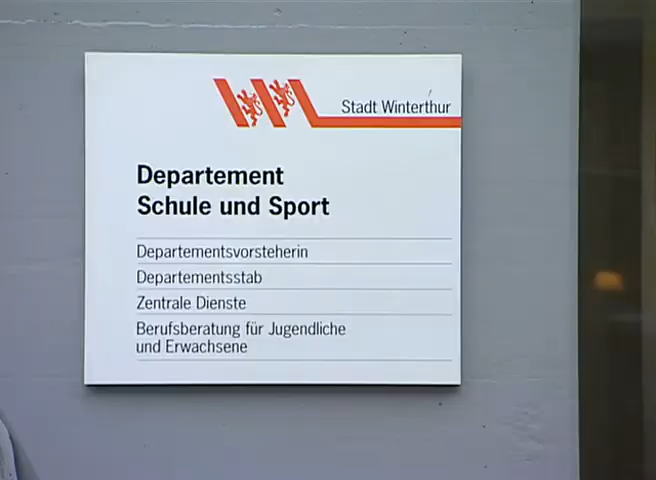 Stadt Winterthur
Departement
Schule und Sport
Departementsvorsteherin
Departementsstab
Zentrale Dienste
Berufsberatung für Jugendliche
und Erwachsene